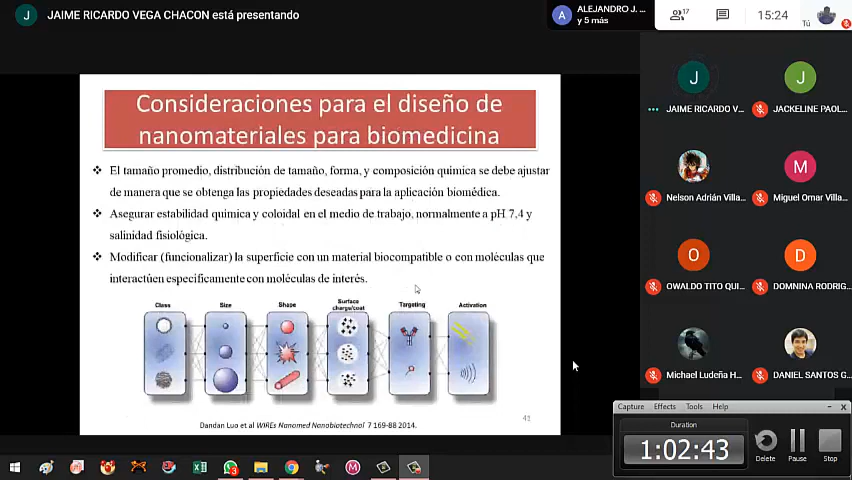 J JAIME RICARDO VEGA CHACON está presentando
A ALEJANDRO J. ...
y 5 más
17
15:24
Tú
Consideraciones para el diseño de
nanomateriales para biomedicina
El tamaño promedio, distribución de tamaño, forma, y composición química se debe ajustar
de manera que se obtenga las propiedades deseadas para la aplicación biomédica.
Asegurar estabilidad química y coloidal en el medio de trabajo, normalmente a pH 7,4 y
salinidad fisiológica.
Modificar (funcionalizar) la superficie con un material biocompatible o con moléculas que
interactúen específicamente con moléculas de interés.
Class Size Shape Surface charge/coat Targeting Activation
41
Dandan Luo et al WIREs Nanomed Nanobiotechnol 7 169-88 2014.
J J
JAIME RICARDO V... JACKELINE PAOL...
M
Nelson Adrián Villa... Miguel Omar Villa...
O D
OWALDO TITO QUI... DOMNINA RODRIG...
Michael Ludeña H... DANIEL SANTOS G...
Capture Effects Tools Help
Duration
1:02:43
Delete Pause Stop
3